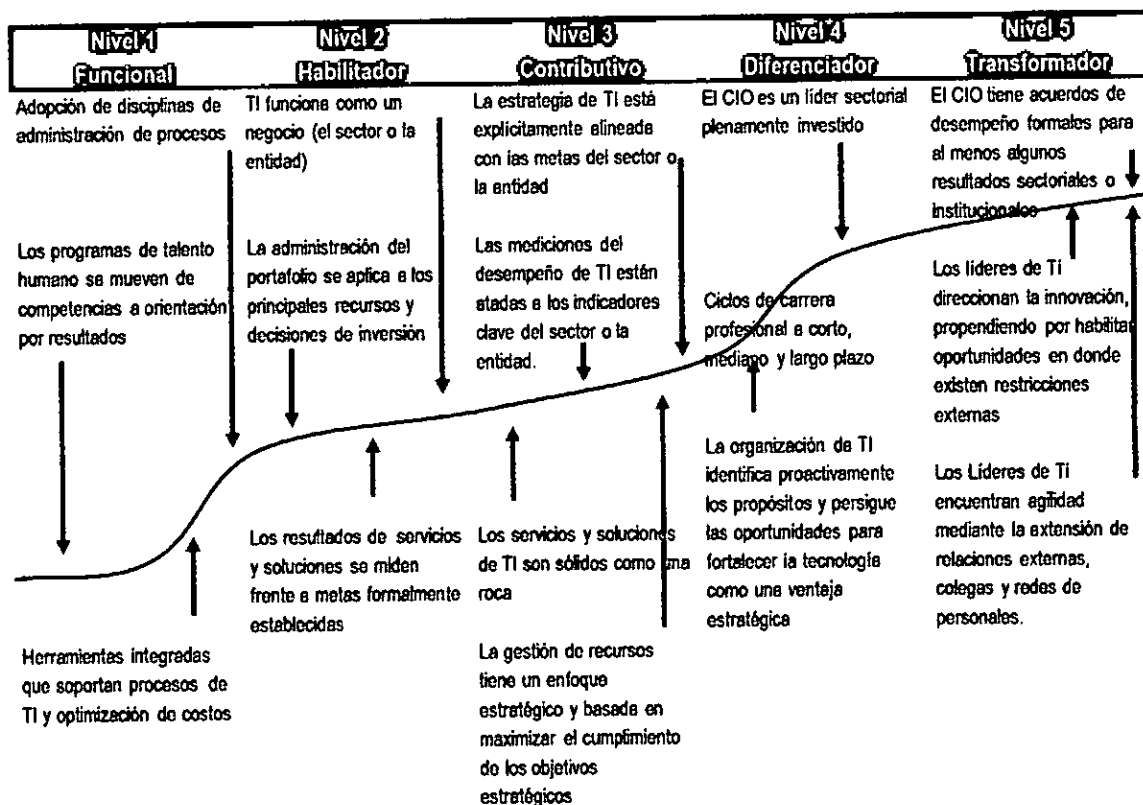 Nivel 1
Funcional
Nivel 2
Habilitador
Nivel 3
Contributivo
Nivel 4
Diferenciador
Nivel 5
Transformador
Adopción de disciplinas de
administración de procesos
Los programas de talento
humano se mueven de
competencias a orientación
por resultados
Herramientas integradas
que soportan procesos de
TI y optimización de costos
TI funciona como un
negocio (el sector o la
entidad)
La administración del
portafolio se aplica a los
principales recursos y
decisiones de inversión
Los resultados de servicios
y soluciones se miden
frente a metas formalmente
establecidas
La estrategia de TI está
explicitamente alineada
con las metas del sector o
la entidad
Las mediciones del
desempeño de TI están
atadas a los indicadores
clave del sector o la
entidad.
Los servicios y soluciones
de TI son sólidos como una
roca
La gestión de recursos
tiene un enfoque
estratégico y basada en
maximizar el cumplimiento
de los objetivos
estratégicos
El CIO es un líder sectorial
plenamente investido
Ciclos de carrera
profesional a corto,
mediano y largo plazo
La organización de TI
identifica proactivamente
los propósitos y persigue
las oportunidades para
fortalecer la tecnología
como una ventaja
estratégica
El CIO tiene acuerdos de
desempeño formales para
al menos algunos
resultados sectoriales o
institucionales
Los líderes de TI
direccionan la innovación,
propendiendo por habilitar
oportunidades en donde
existen restricciones
externas
Los Líderes de TI
encuentran agilidad
mediante la extensión de
relaciones externas,
colegas y redes de
personales.